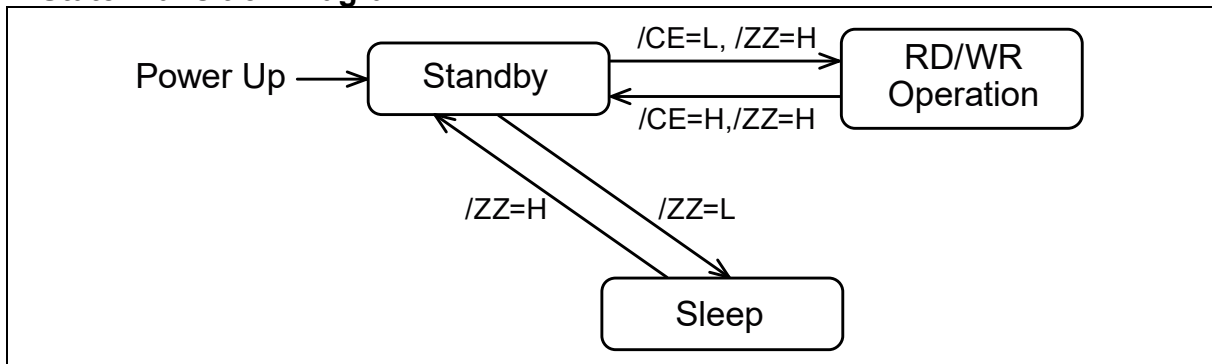 /CE=L, /ZZ=H
RD/WR
Operation
Power Up
Standby
/CE=H,/ZZ=H
/ZZ=H
/ZZ=L
Sleep